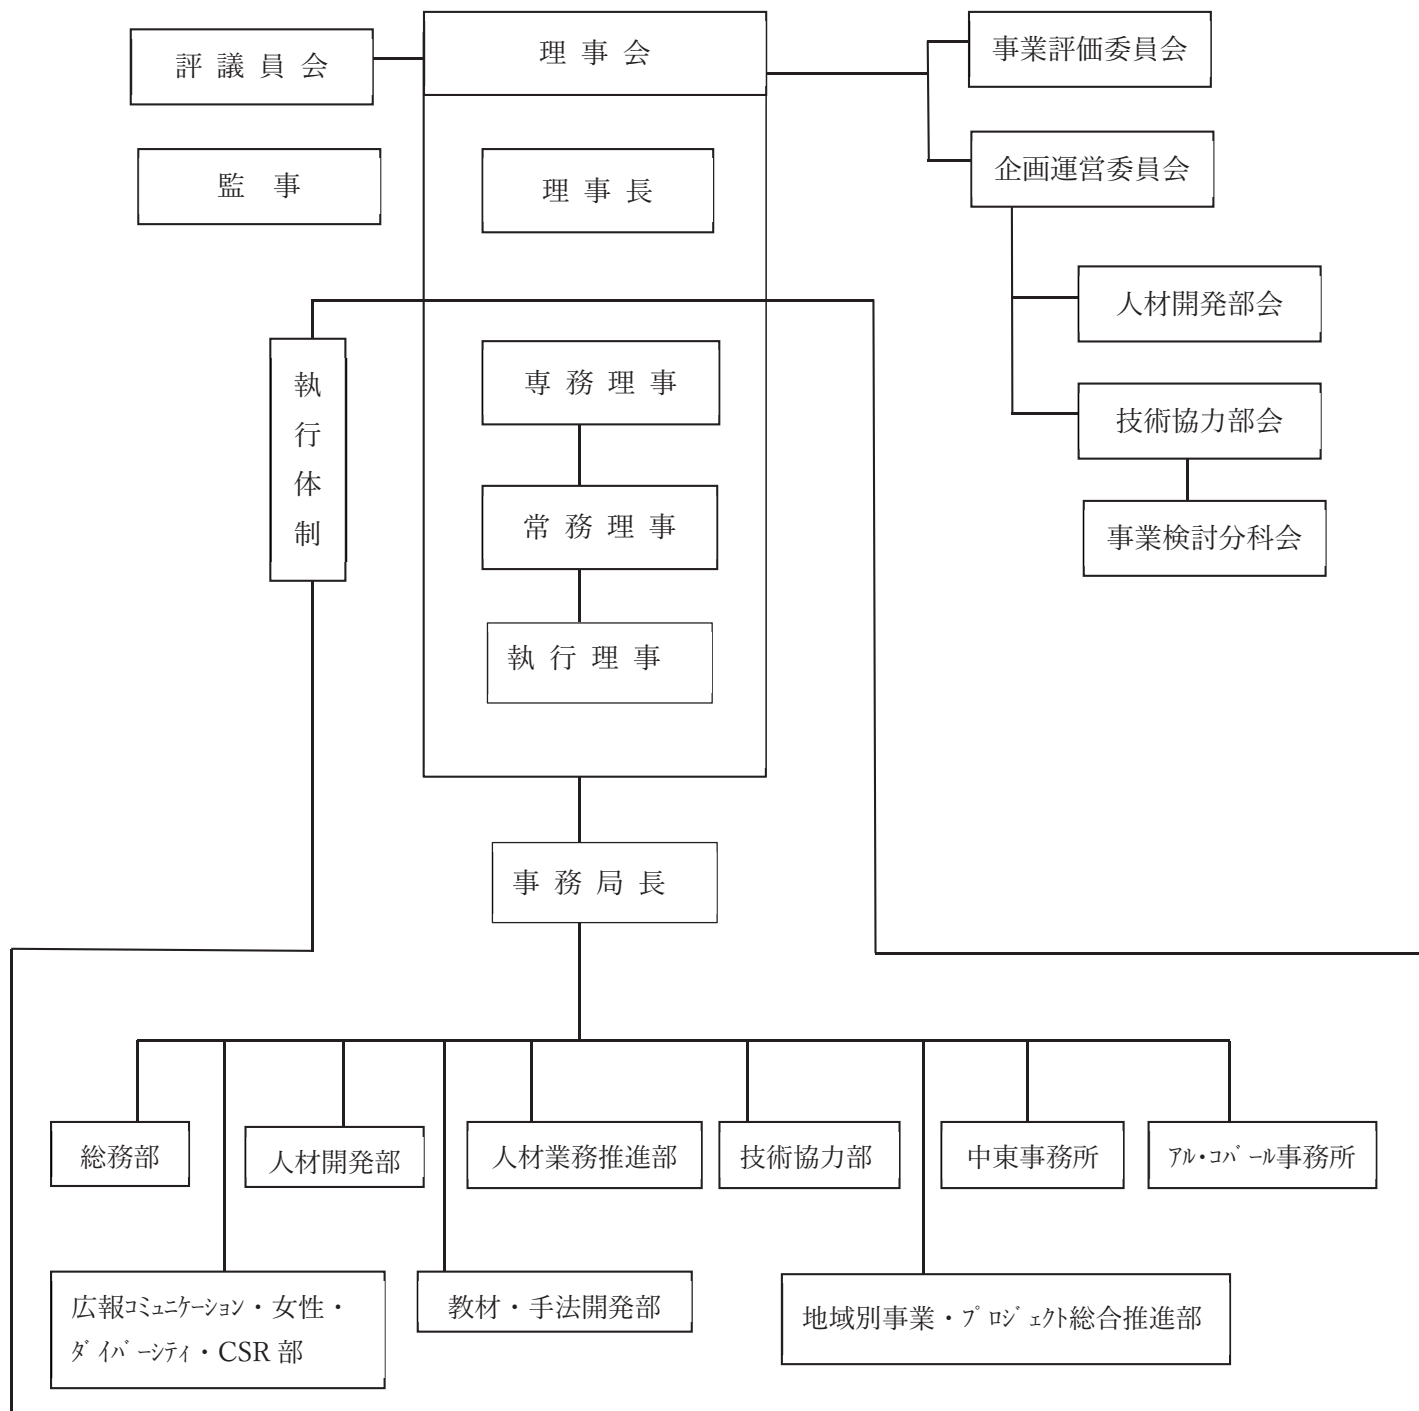 評議員会
理事会
事業評価委員会
監 事
理事長
企画運営委員会
人材開発部会
執行体制
専務理事
技術協力部会
常務理事
事業検討分科会
執行理事
事務局長
総務部
人材開発部
人材業務推進部
技術協力部
中東事務所
アル・コバール事務所
広報コミュニケーション・女性・
ダイバーシティ・CSR 部
教材・手法開発部
地域別事業・プロジェクト総合推進部